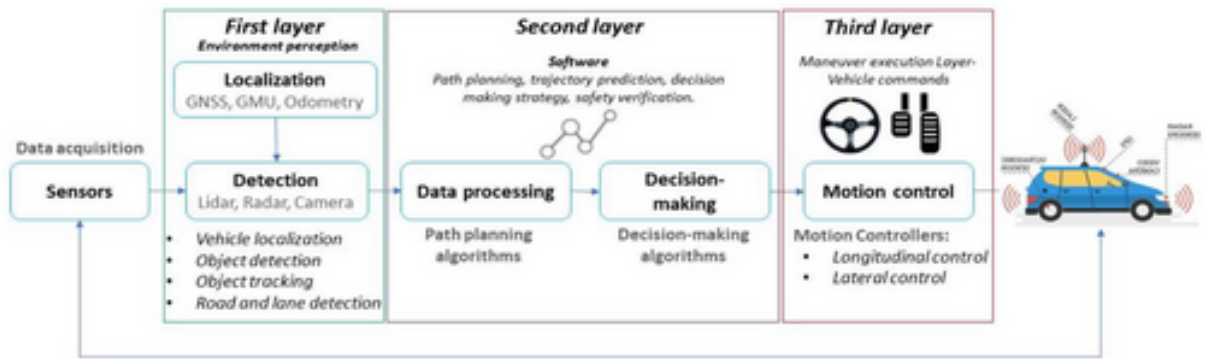 First layer
Environment perception
Localization
GNSS, GMU, Odometry
Data acquisition
Sensors
Detection
Lidar, Radar, Camera
• Vehicle localization
• Object detection
• Object tracking
• Road and lane detection
Second layer
Software
Path planning, trajectory prediction, decision
making strategy, safety verification.
Data processing
Path planning
algorithms
Decision-
making
Decision-making
algorithms
Third layer
Maneuver execution Layer-
Vehicle commands
Motion control
Motion Controllers:
• Longitudinal control
• Lateral control